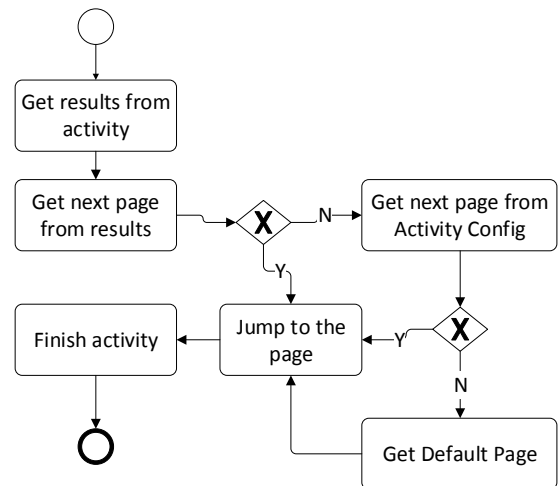 Get results from
activity
Get next page
from results
X
N
Get next page from
Activity Config
Y
Finish activity
Jump to the
page
Y
X
N
Get Default Page